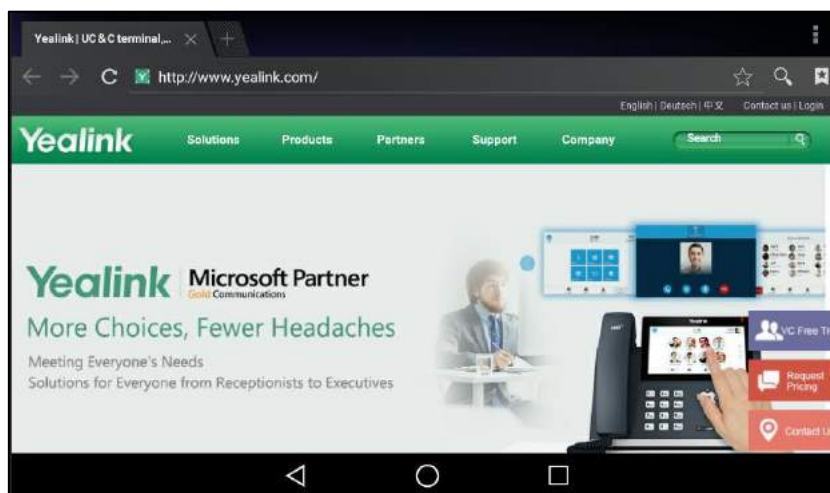 Yealink | UC & C terminal,...
http://www.yealink.com/
English | Deutsch | 中文 Contact us | Login
Yealink Solutions Products Partners Support Company Search
Yealink Microsoft Partner
Gold Communications
More Choices, Fewer Headaches
Meeting Everyone's Needs
Solutions for Everyone from Receptionists to Executives
Yealink
VC Free Tr
Request
Pricing
Contact U